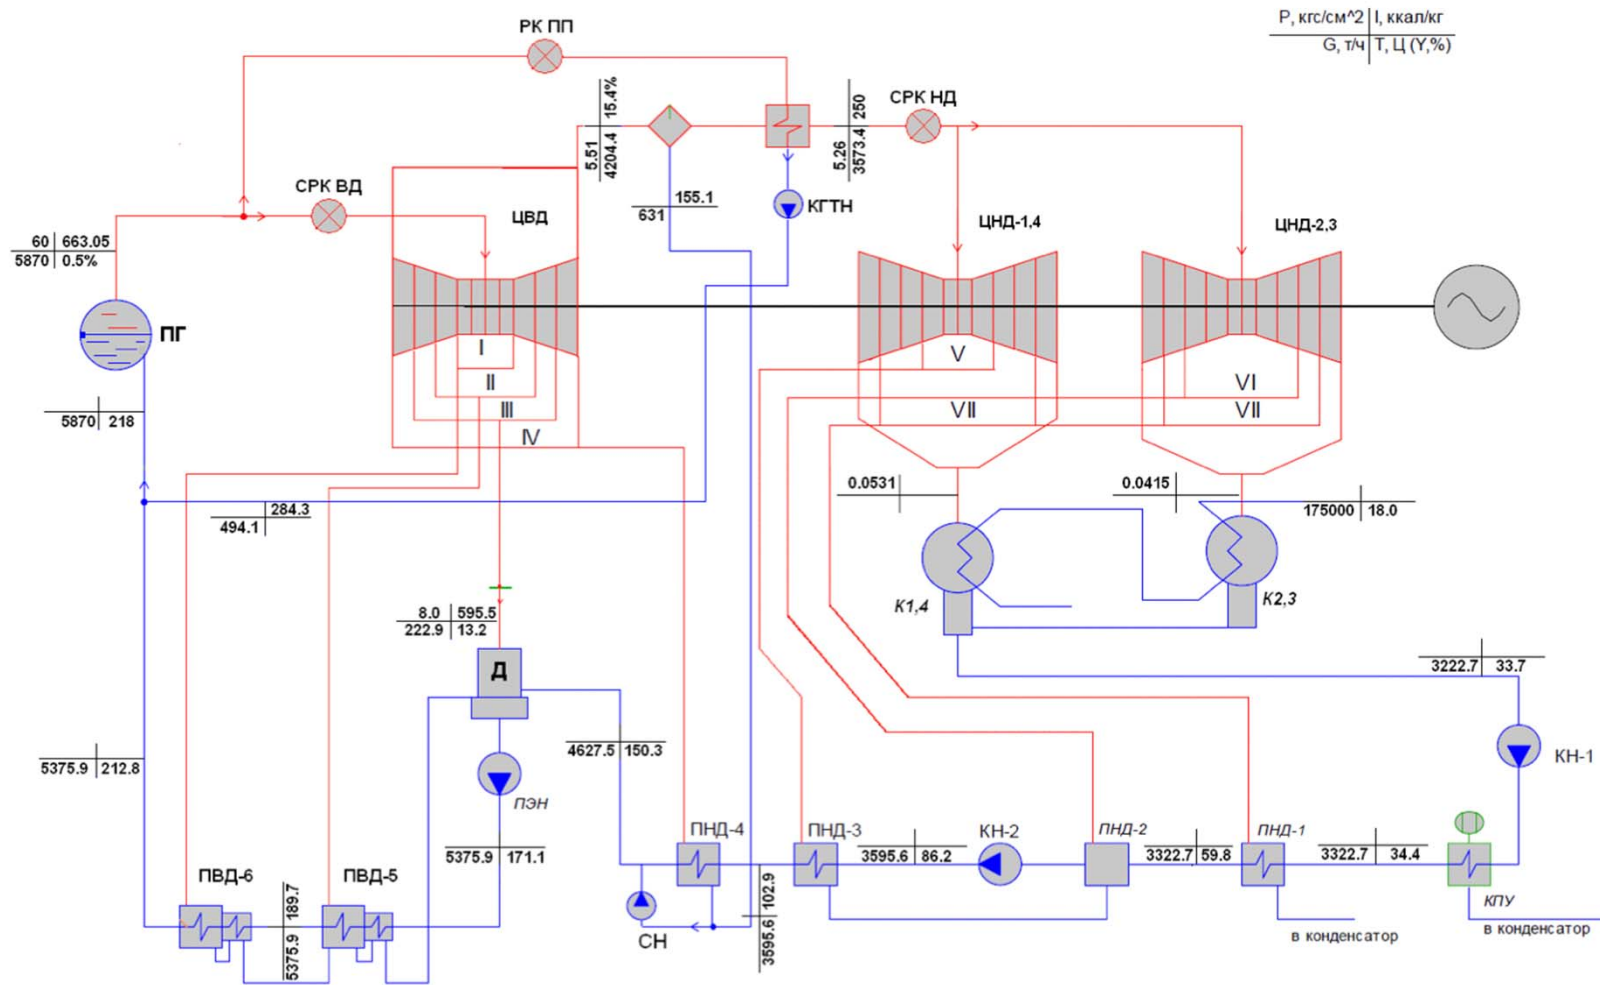 P, кгс/см^2 I, ккал/кг
G, т/ч T, Ц (Y,%)
РК ПП
5.51 15.4%
4204.4
5.26 250
3573.4
СРК НД
СРК ВД
ЦВД
155.1
631
КГТН
ЦНД-1,4
ЦНД-2,3
60 663.05
5870 0.5%
ПГ
I
II
III
IV
V
VII
VI
VII
5870 218
0.0531
0.0415
175000 18.0
284.3
494.1
К1,4
К2,3
8.0 595.5
222.9 13.2
Д
3222.7 33.7
4627.5 150.3
5375.9 212.8
ПЭН
КН-1
5375.9 171.1
ПНД-4
ПНД-3
КН-2
ПНД-2
ПНД-1
3595.6 86.2
3322.7 59.8
3322.7 34.4
ПВД-6
ПВД-5
189.7
5375.9
102.9
3595.6
СН
КПУ
в конденсатор
в конденсатор